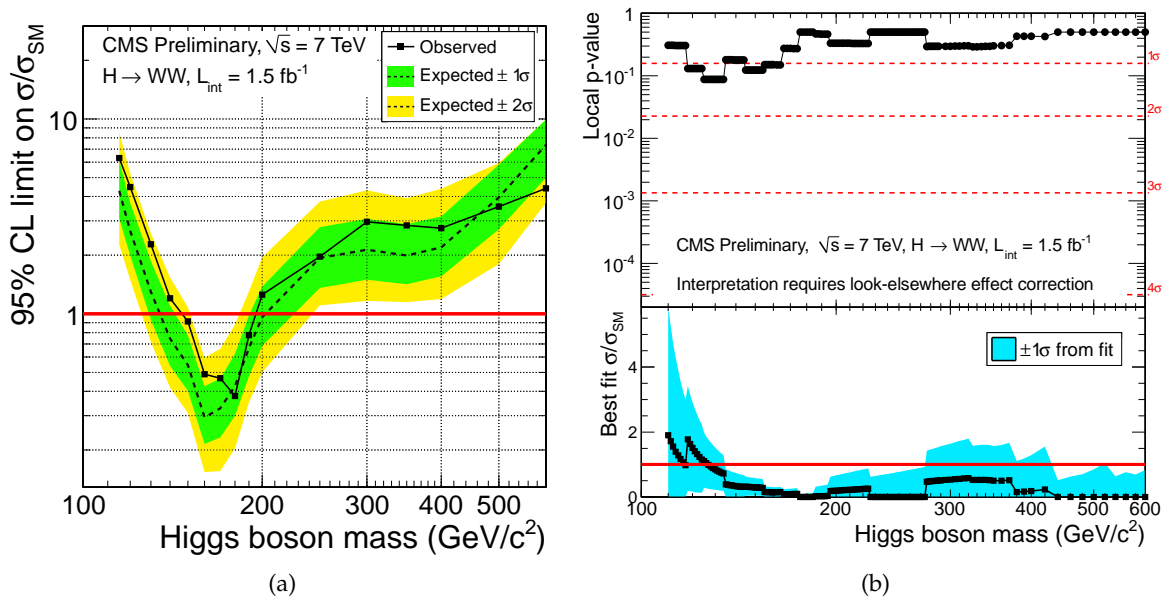 95% CL limit on σ/σ_SM
CMS Preliminary, √s = 7 TeV
H → WW, L_int = 1.5 fb⁻¹
Observed
Expected ± 1σ
Expected ± 2σ
10
1
100
200
300
400
500
Higgs boson mass (GeV/c²)
(a)
Local p-value
1
10⁻¹
10⁻²
10⁻³
10⁻⁴
1σ
2σ
3σ
4σ
CMS Preliminary, √s = 7 TeV, H → WW, L_int = 1.5 fb⁻¹
Interpretation requires look-elsewhere effect correction
Best fit σ/σ_SM
4
2
0
±1σ from fit
100
200
300
400
500
600
Higgs boson mass (GeV/c²)
(b)